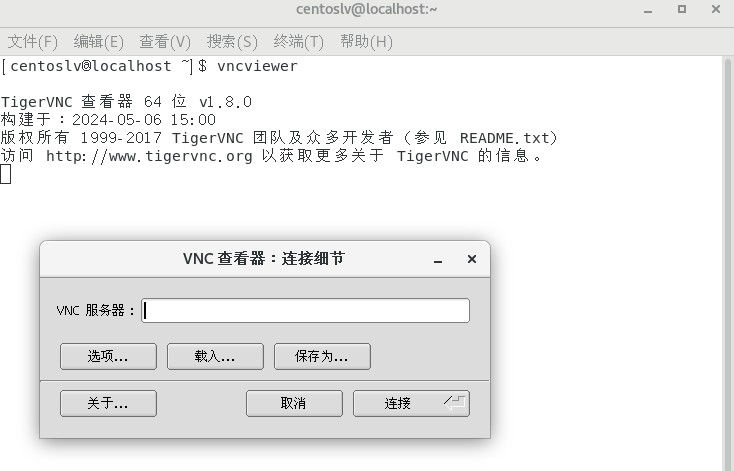 centoslv@localhost:~
文件(F) 编辑(E) 查看(V) 搜索(S) 终端(T) 帮助(H)
[centoslv@localhost ~]$ vncviewer
TigerVNC 查看器 64 位 v1.8.0
构建于：2024-05-06 15:00
版权所有 1999-2017 TigerVNC 团队及众多开发者（参见 README.txt）
访问 http://www.tigervnc.org 以获取更多关于 TigerVNC 的信息。
VNC 查看器：连接细节
VNC 服务器：
选项... 载入... 保存为...
关于... 取消 连接